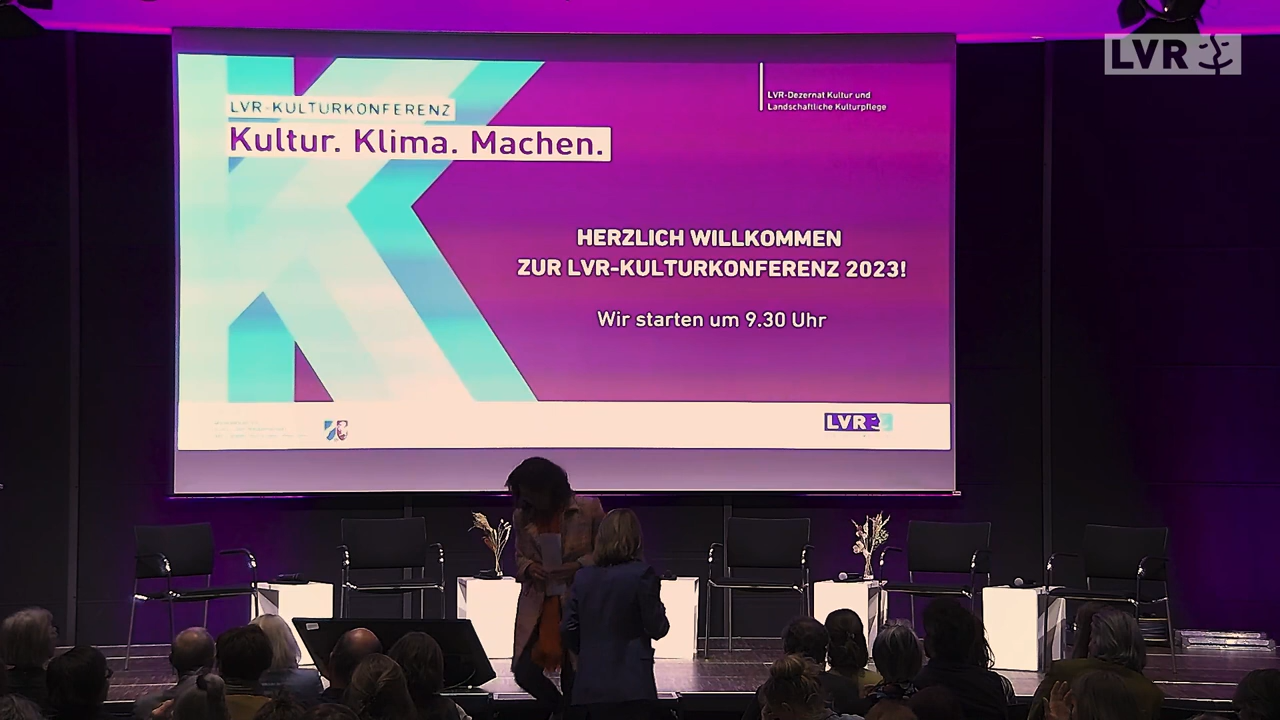 LVR
LVR-KULTURKONFERENZ
Kultur. Klima. Machen.
LVR-Dezernat Kultur und
Landschaftliche Kulturpflege
HERZLICH WILLKOMMEN
ZUR LVR-KULTURKONFERENZ 2023!
Wir starten um 9.30 Uhr
LVR